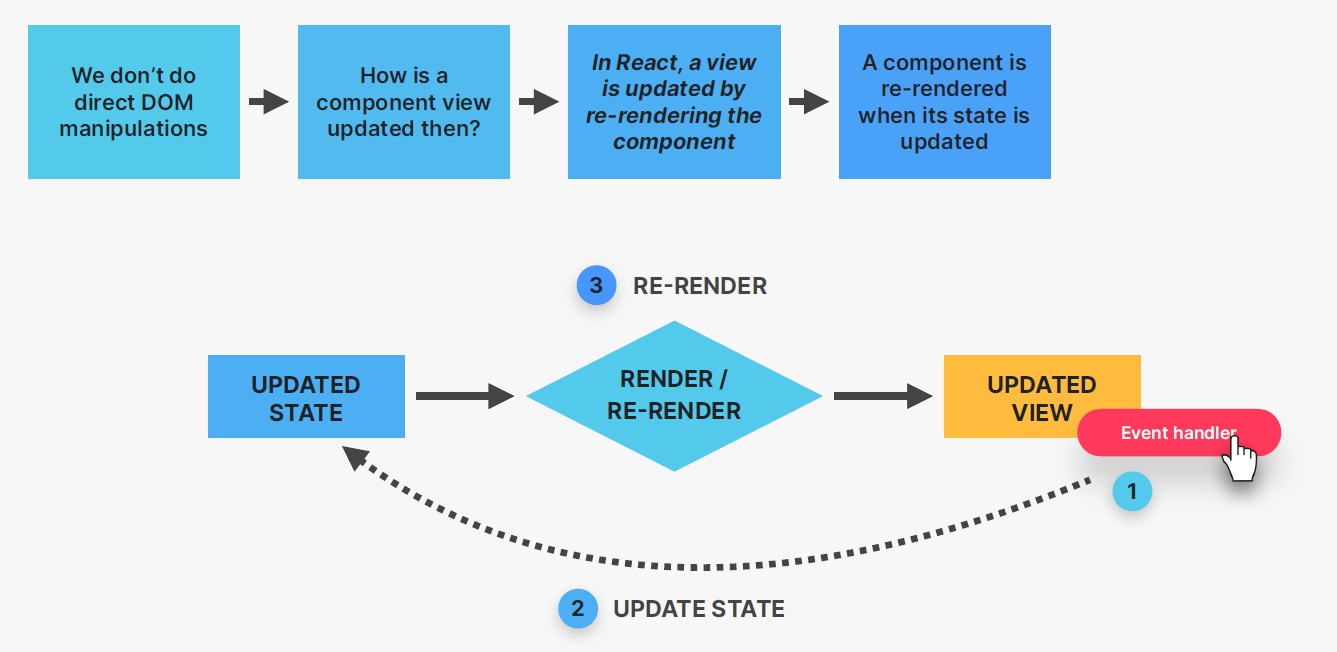 We don’t do
direct DOM
manipulations
How is a
component view
updated then?
In React, a view
is updated by
re-rendering the
component
A component is
re-rendered
when its state is
updated
3 RE-RENDER
UPDATED
STATE
RENDER /
RE-RENDER
UPDATED
VIEW
Event handler
1
2 UPDATE STATE